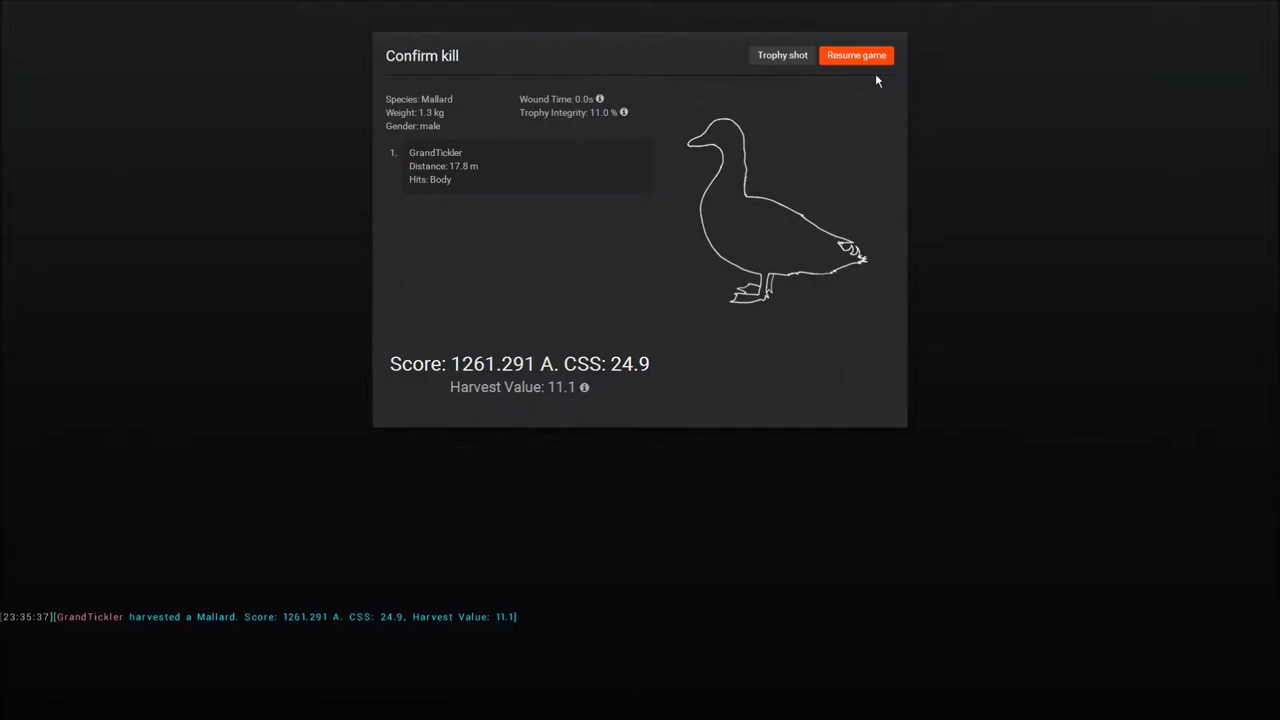 Confirm kill
Trophy shot
Resume game
Species: Mallard
Weight: 1.3 kg
Gender: male
Wound Time: 0.0s
Trophy Integrity: 11.0 %
1. GrandTickler
Distance: 17.8 m
Hits: Body
Score: 1261.291 A. CSS: 24.9
Harvest Value: 11.1
[23:35:37][GrandTickler harvested a Mallard. Score: 1261.291 A. CSS: 24.9, Harvest Value: 11.1]